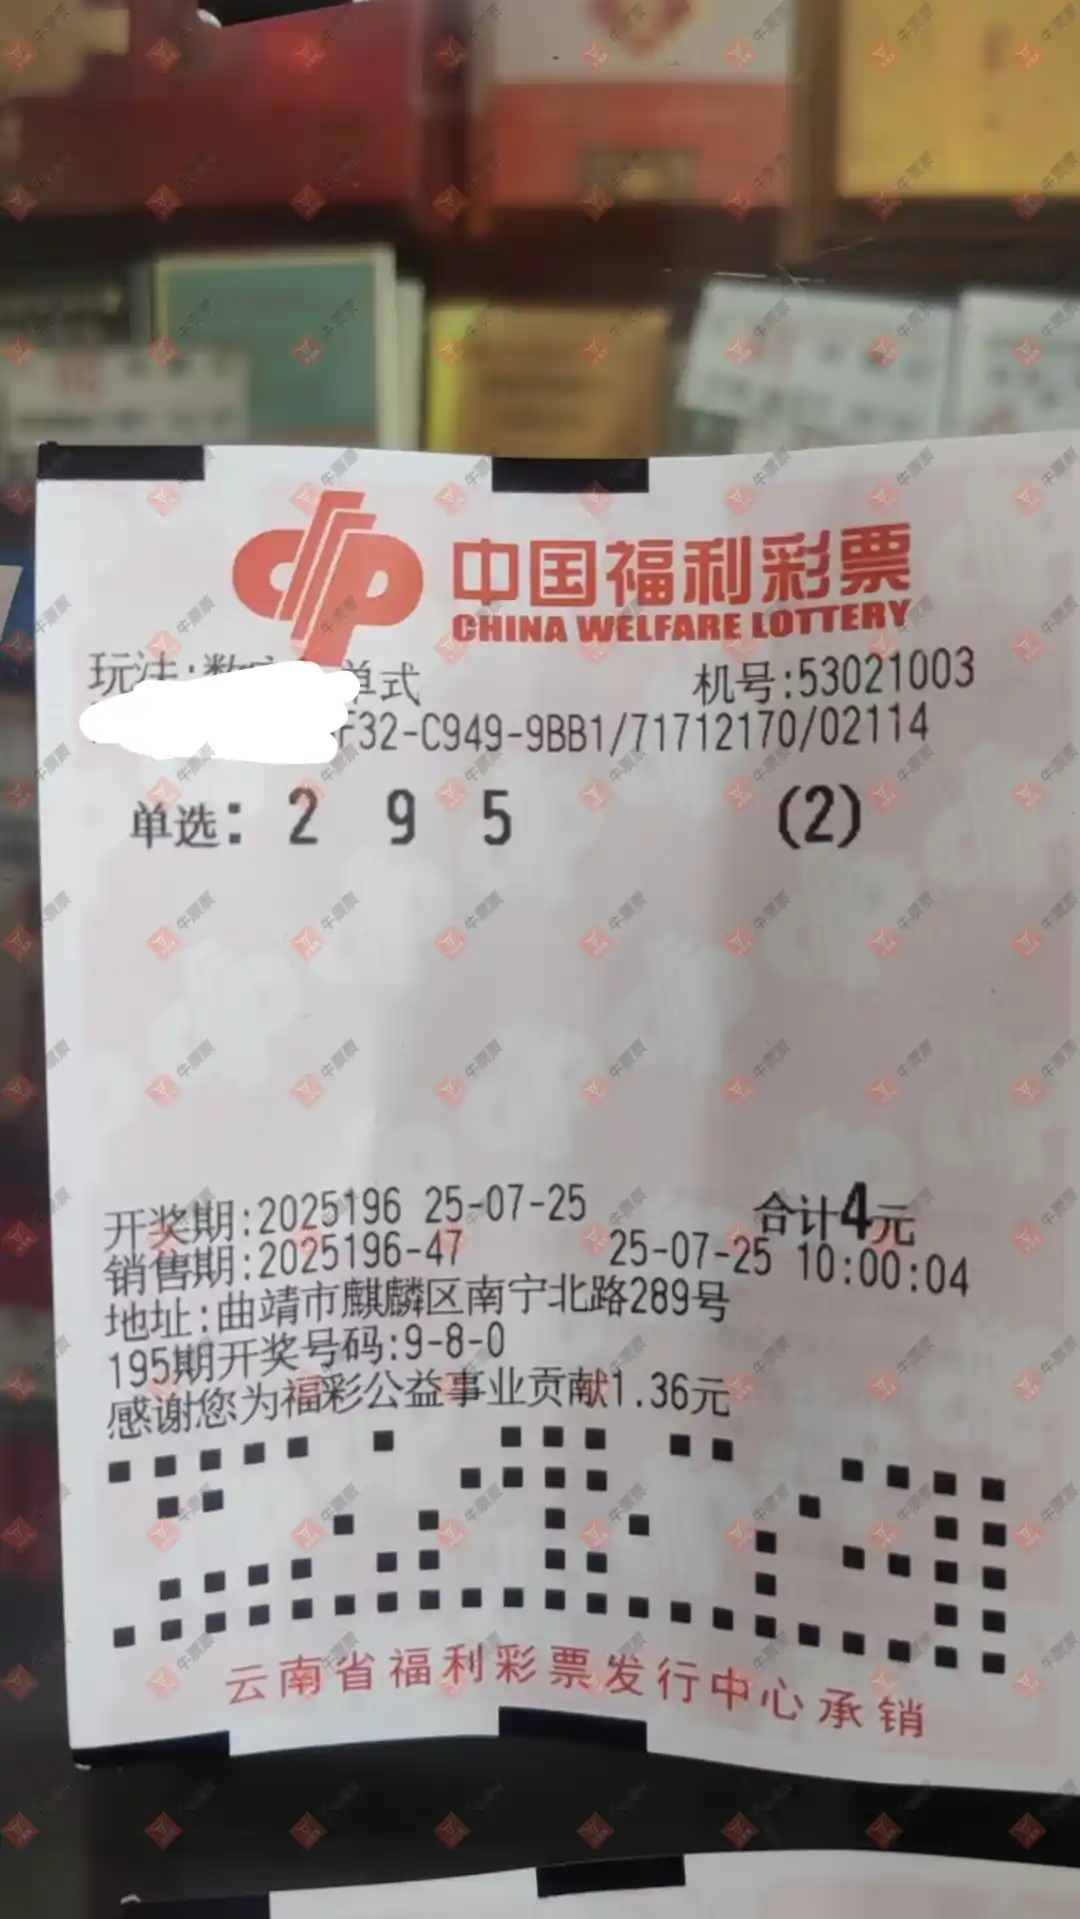 中国福利彩票
CHINA WELFARE LOTTERY
玩法:数 单式 机号:53021003
F32-C949-9BB1/71712170/02114
单选: 2 9 5 (2)
开奖期:2025196 25-07-25 合计4元
销售期:2025196-47 25-07-25 10:00:04
地址:曲靖市麒麟区南宁北路289号
195期开奖号码:9-8-0
感谢您为福彩公益事业贡献1.36元
云南省福利彩票发行中心承销
牛票票